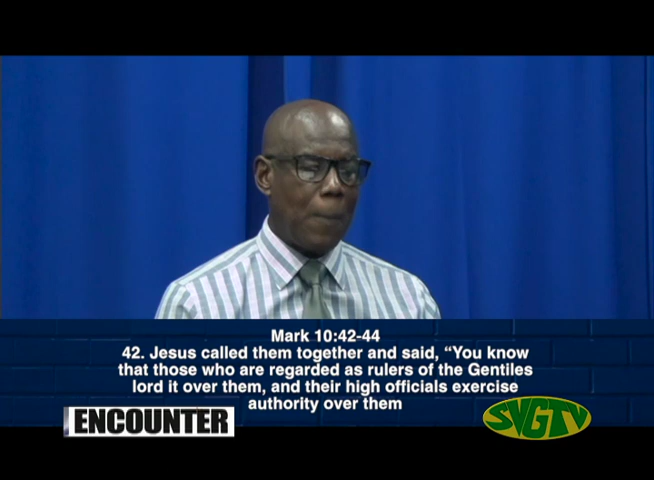 Mark 10:42-44
42. Jesus called them together and said, “You know
that those who are regarded as rulers of the Gentiles
lord it over them, and their high officials exercise
authority over them
ENCOUNTER
SVGTV